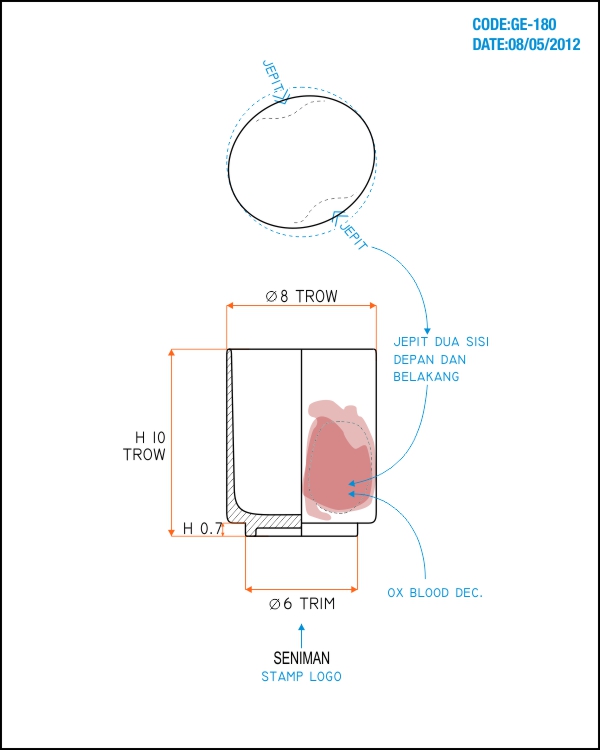 CODE:GE-180
DATE:08/05/2012
JEPIT
JEPIT
Ø8 TROW
JEPIT DUA SISI
DEPAN DAN
BELAKANG
H 10
TROW
H 0.7
Ø6 TRIM
OX BLOOD DEC.
SENIMAN
STAMP LOGO